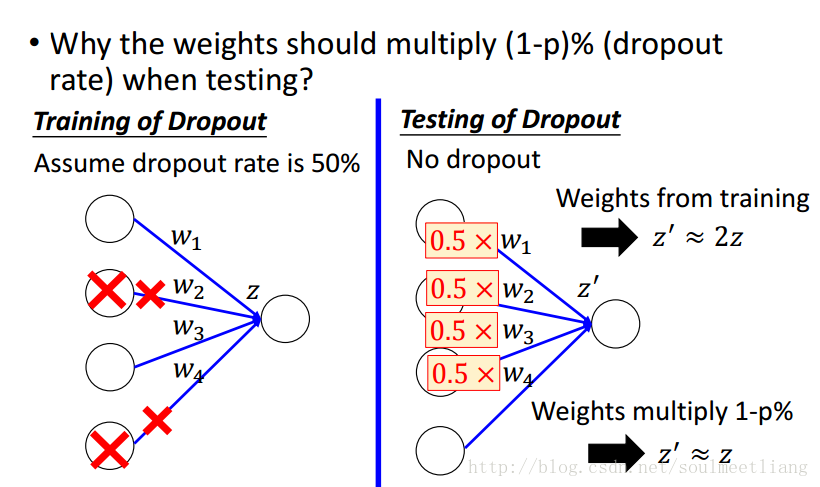 • Why the weights should multiply (1-p)% (dropout
rate) when testing?
Training of Dropout
Assume dropout rate is 50%
w₁
w₂
z
w₃
w₄
Testing of Dropout
No dropout
Weights from training
z′ ≈ 2z
0.5 × w₁
0.5 × w₂
z′
0.5 × w₃
0.5 × w₄
Weights multiply 1-p%
z′ ≈ z
http://blog.csdn.net/soulmeetliang